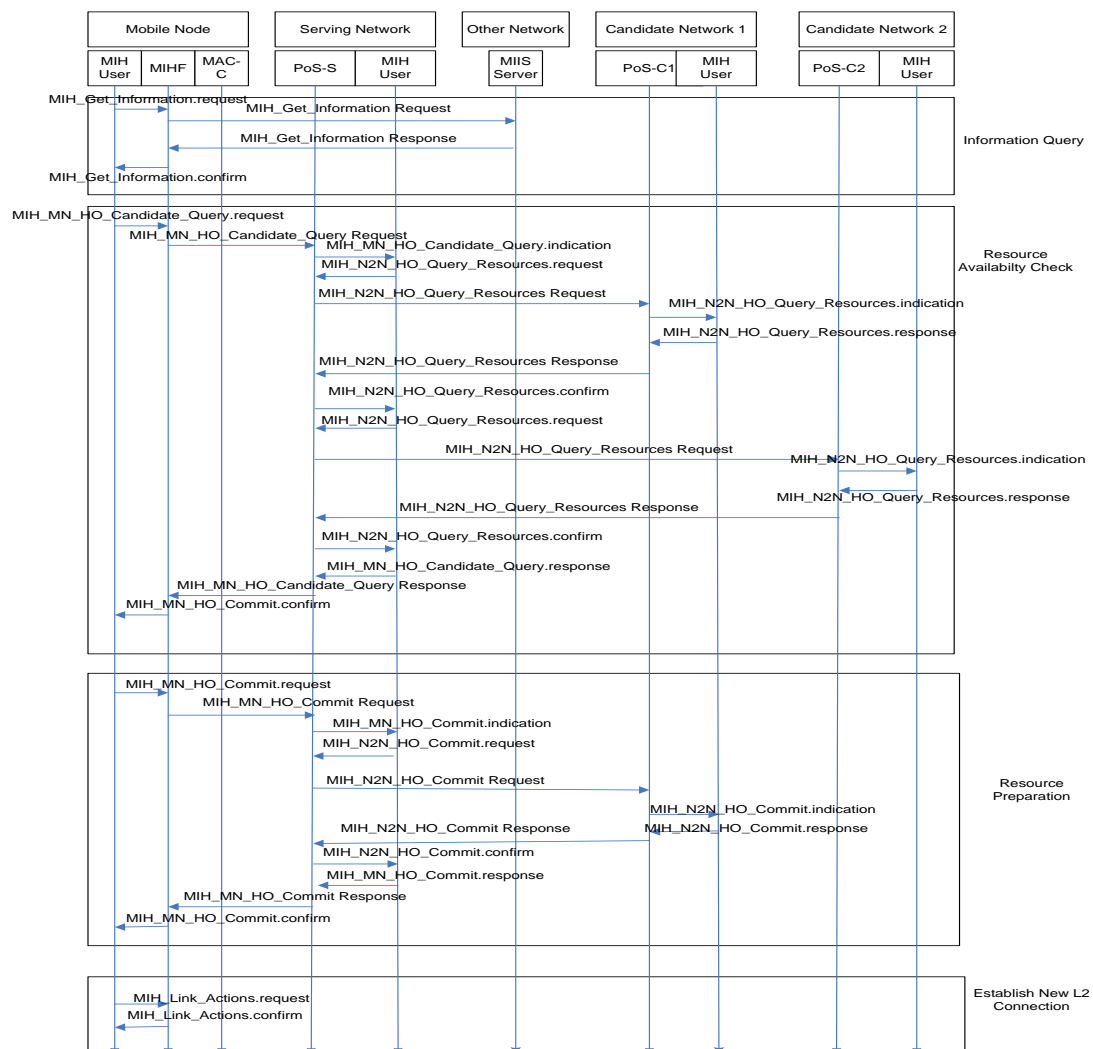 Mobile Node
Serving Network
Other Network
Candidate Network 1
Candidate Network 2
MIH
User
MIHF
MAC-
C
PoS-S
MIH
User
MIIS
Server
PoS-C1
MIH
User
PoS-C2
MIH
User
MIH_Get_Information.request
MIH_Get_Information Request
MIH_Get_Information Response
Information Query
MIH_Get_Information.confirm
MIH_MN_HO_Candidate_Query.request
MIH_MN_HO_Candidate_Query Request
MIH_MN_HO_Candidate_Query.indication
Resource
Availabilty Check
MIH_N2N_HO_Query_Resources.request
MIH_N2N_HO_Query_Resources Request
MIH_N2N_HO_Query_Resources.indication
MIH_N2N_HO_Query_Resources.response
MIH_N2N_HO_Query_Resources Response
MIH_N2N_HO_Query_Resources.confirm
MIH_N2N_HO_Query_Resources.request
MIH_N2N_HO_Query_Resources Request
MIH_N2N_HO_Query_Resources.indication
MIH_N2N_HO_Query_Resources.response
MIH_N2N_HO_Query_Resources Response
MIH_N2N_HO_Query_Resources.confirm
MIH_MN_HO_Candidate_Query.response
MIH_MN_HO_Candidate_Query Response
MIH_MN_HO_Commit.confirm
MIH_MN_HO_Commit.request
MIH_MN_HO_Commit Request
MIH_MN_HO_Commit.indication
MIH_N2N_HO_Commit.request
MIH_N2N_HO_Commit Request
Resource
Preparation
MIH_N2N_HO_Commit.indication
MIH_N2N_HO_Commit Response
MIH_N2N_HO_Commit.response
MIH_N2N_HO_Commit.confirm
MIH_MN_HO_Commit.response
MIH_MN_HO_Commit Response
MIH_MN_HO_Commit.confirm
MIH_Link_Actions.request
MIH_Link_Actions.confirm
Establish New L2
Connection